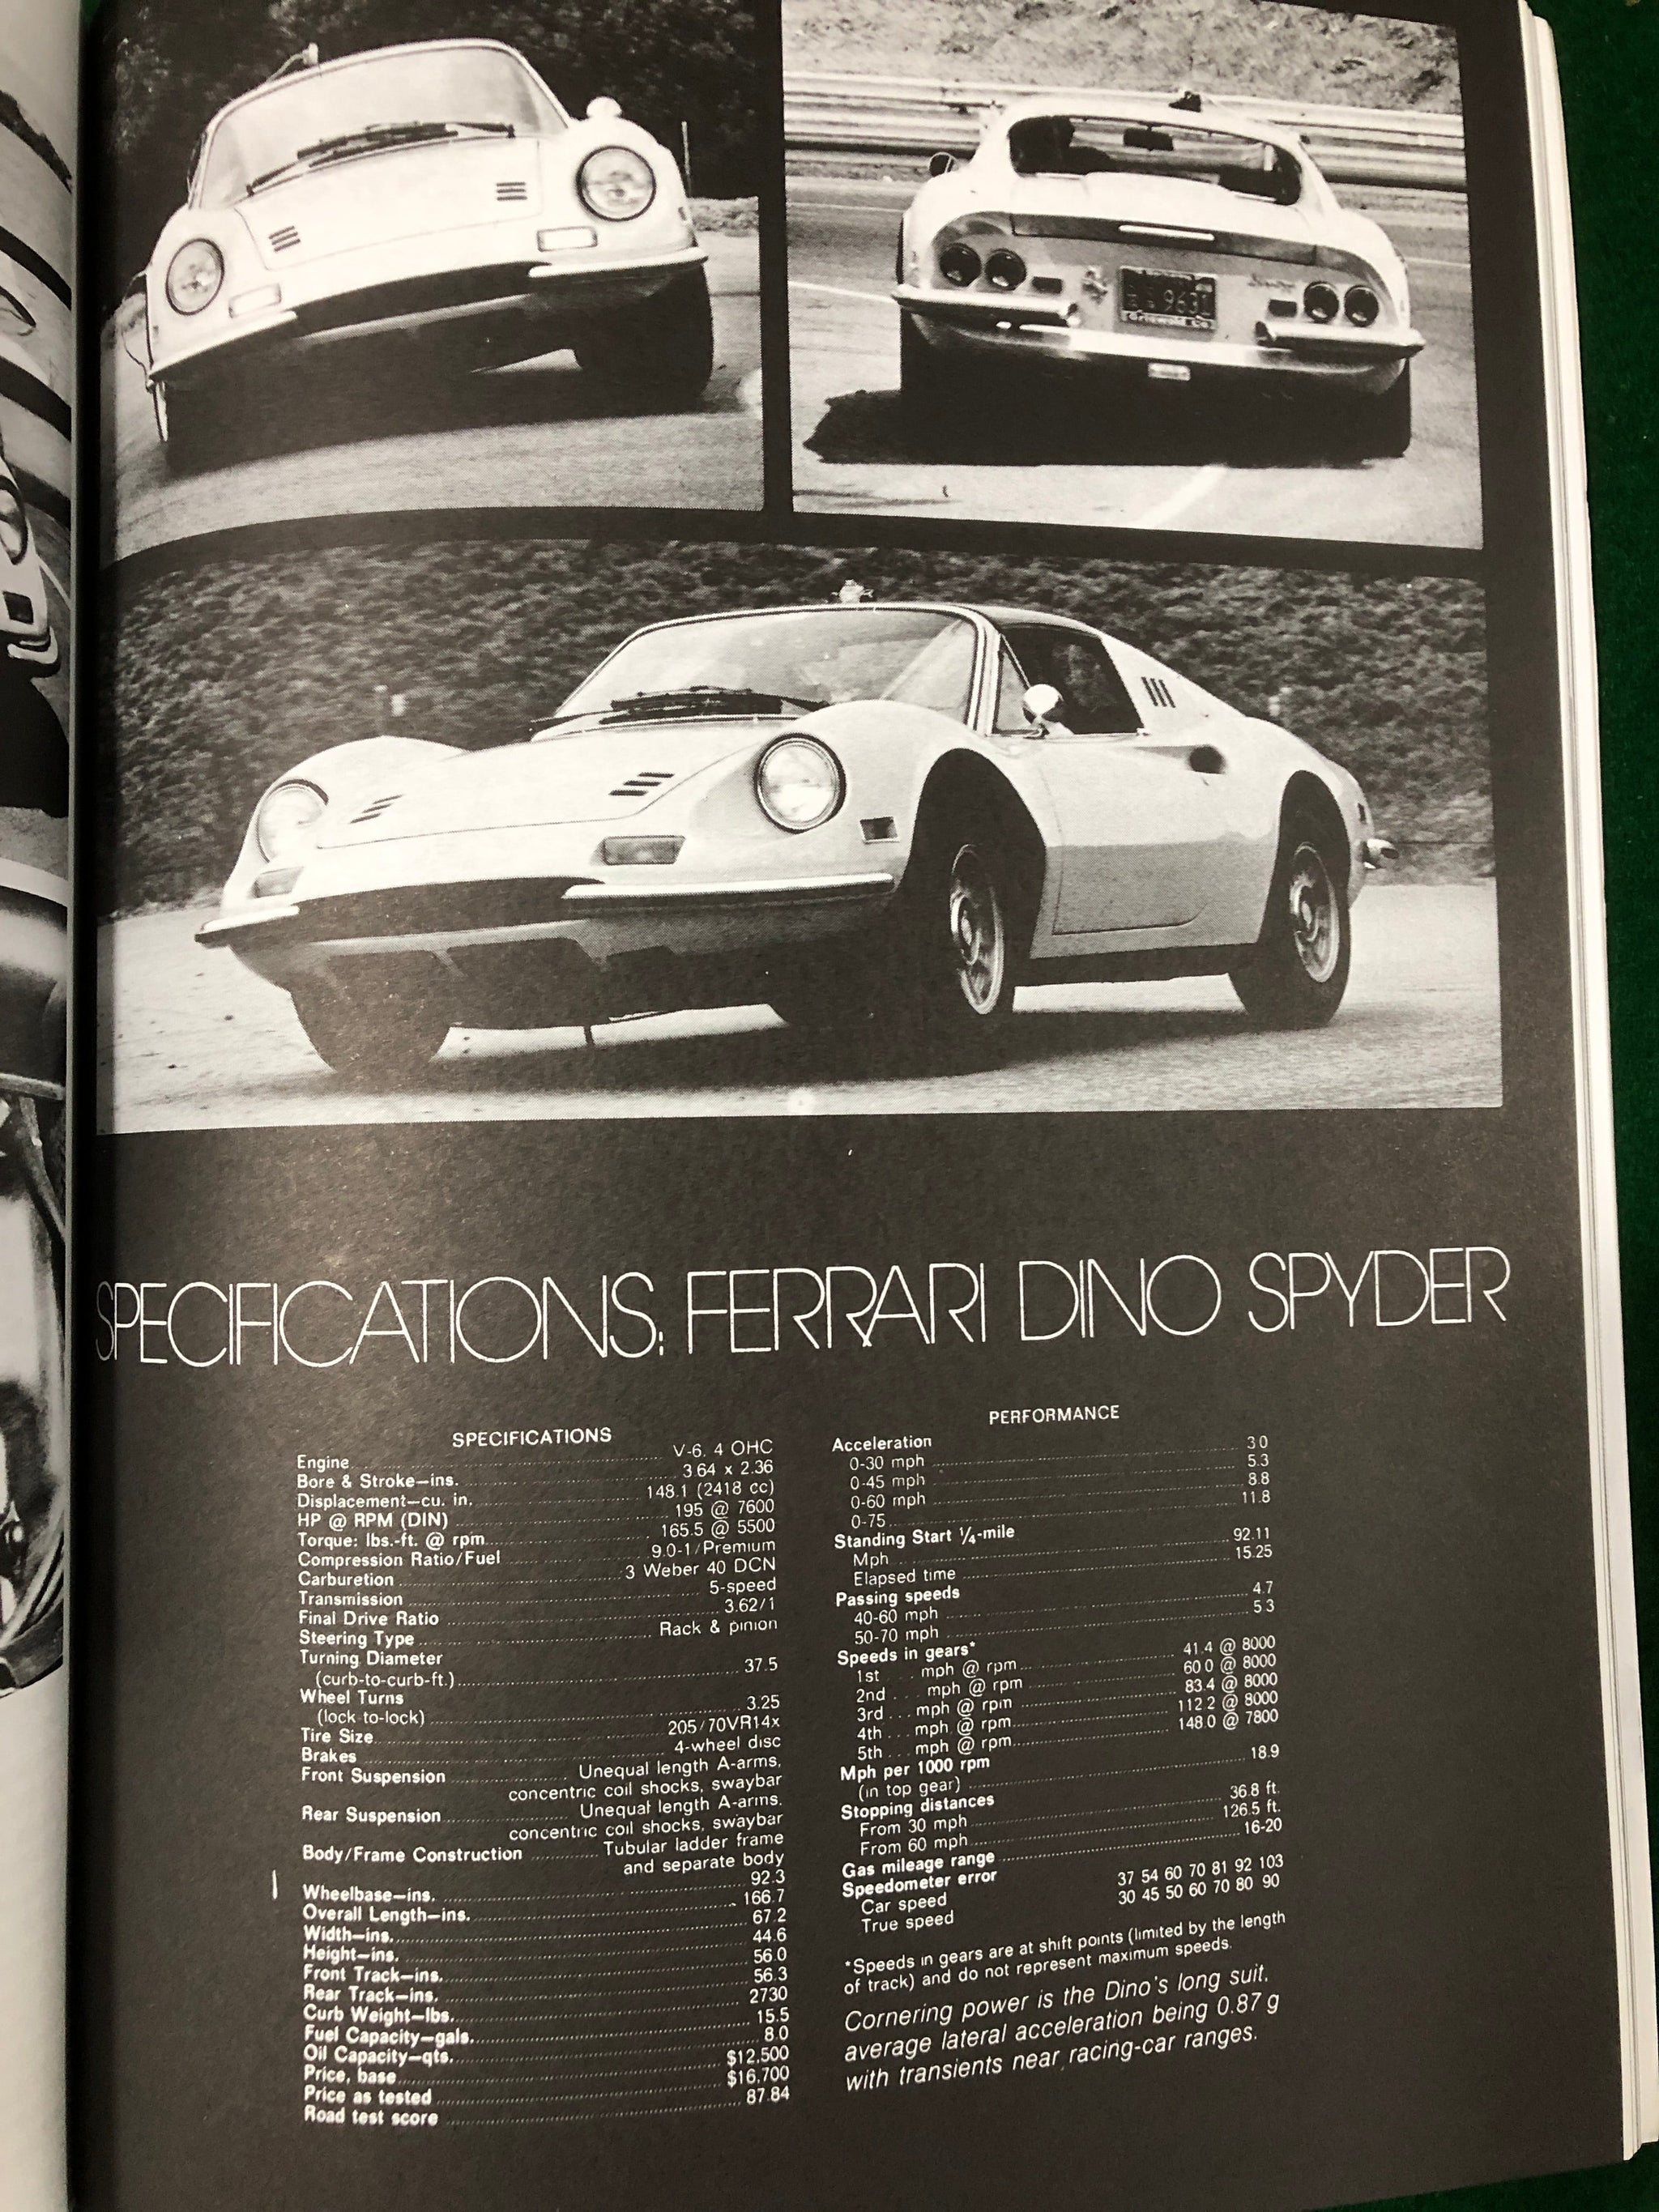 963
SPECIFICATIONS: FERRARI DINO SPYDER
SPECIFICATIONS
Engine V-6, 4 OHC
Bore & Stroke—ins. 3.64 x 2.36
Displacement—cu. in. 148.1 (2418 cc)
HP @ RPM (DIN) 195 @ 7600
Torque: lbs.-ft. @ rpm 165.5 @ 5500
Compression Ratio/Fuel 9.0-1/Premium
Carburetion 3 Weber 40 DCN
Transmission 5-speed
Final Drive Ratio 3.62/1
Steering Type Rack & pinion
Turning Diameter
(curb-to-curb-ft.) 37.5
Wheel Turns
(lock to-lock) 3.25
Tire Size 205/70VR14x
Brakes 4-wheel disc
Front Suspension Unequal length A-arms,
concentric coil shocks, swaybar
Rear Suspension Unequal length A-arms,
concentric coil shocks, swaybar
Body/Frame Construction Tubular ladder frame
and separate body
Wheelbase—ins. 92.3
Overall Length—ins. 166.7
Width—ins. 67.2
Height—ins. 44.6
Front Track—ins. 56.0
Rear Track—ins. 56.3
Curb Weight—lbs. 2730
Fuel Capacity—gals. 15.5
Oil Capacity—qts. 8.0
Price, base $12,500
Price as tested $16,700
Road test score 87.84
PERFORMANCE
Acceleration
0-30 mph 3.0
0-45 mph 5.3
0-60 mph 8.8
0-75 11.8
Standing Start 1/4-mile
Mph 92.11
Elapsed time 15.25
Passing speeds
40-60 mph 4.7
50-70 mph 5.3
Speeds in gears*
1st . mph @ rpm 41.4 @ 8000
2nd . . . mph @ rpm 60.0 @ 8000
3rd . . . mph @ rpm 83.4 @ 8000
4th . . . mph @ rpm 112.2 @ 8000
5th . . . mph @ rpm 148.0 @ 7800
Mph per 1000 rpm
(in top gear) 18.9
Stopping distances
From 30 mph 36.8 ft.
From 60 mph 126.5 ft.
Gas mileage range 16-20
Speedometer error
Car speed 37 54 60 70 81 92 103
True speed 30 45 50 60 70 80 90
*Speeds in gears are at shift points (limited by the length
of track) and do not represent maximum speeds.
Cornering power is the Dino's long suit,
average lateral acceleration being 0.87 g
with transients near racing-car ranges.